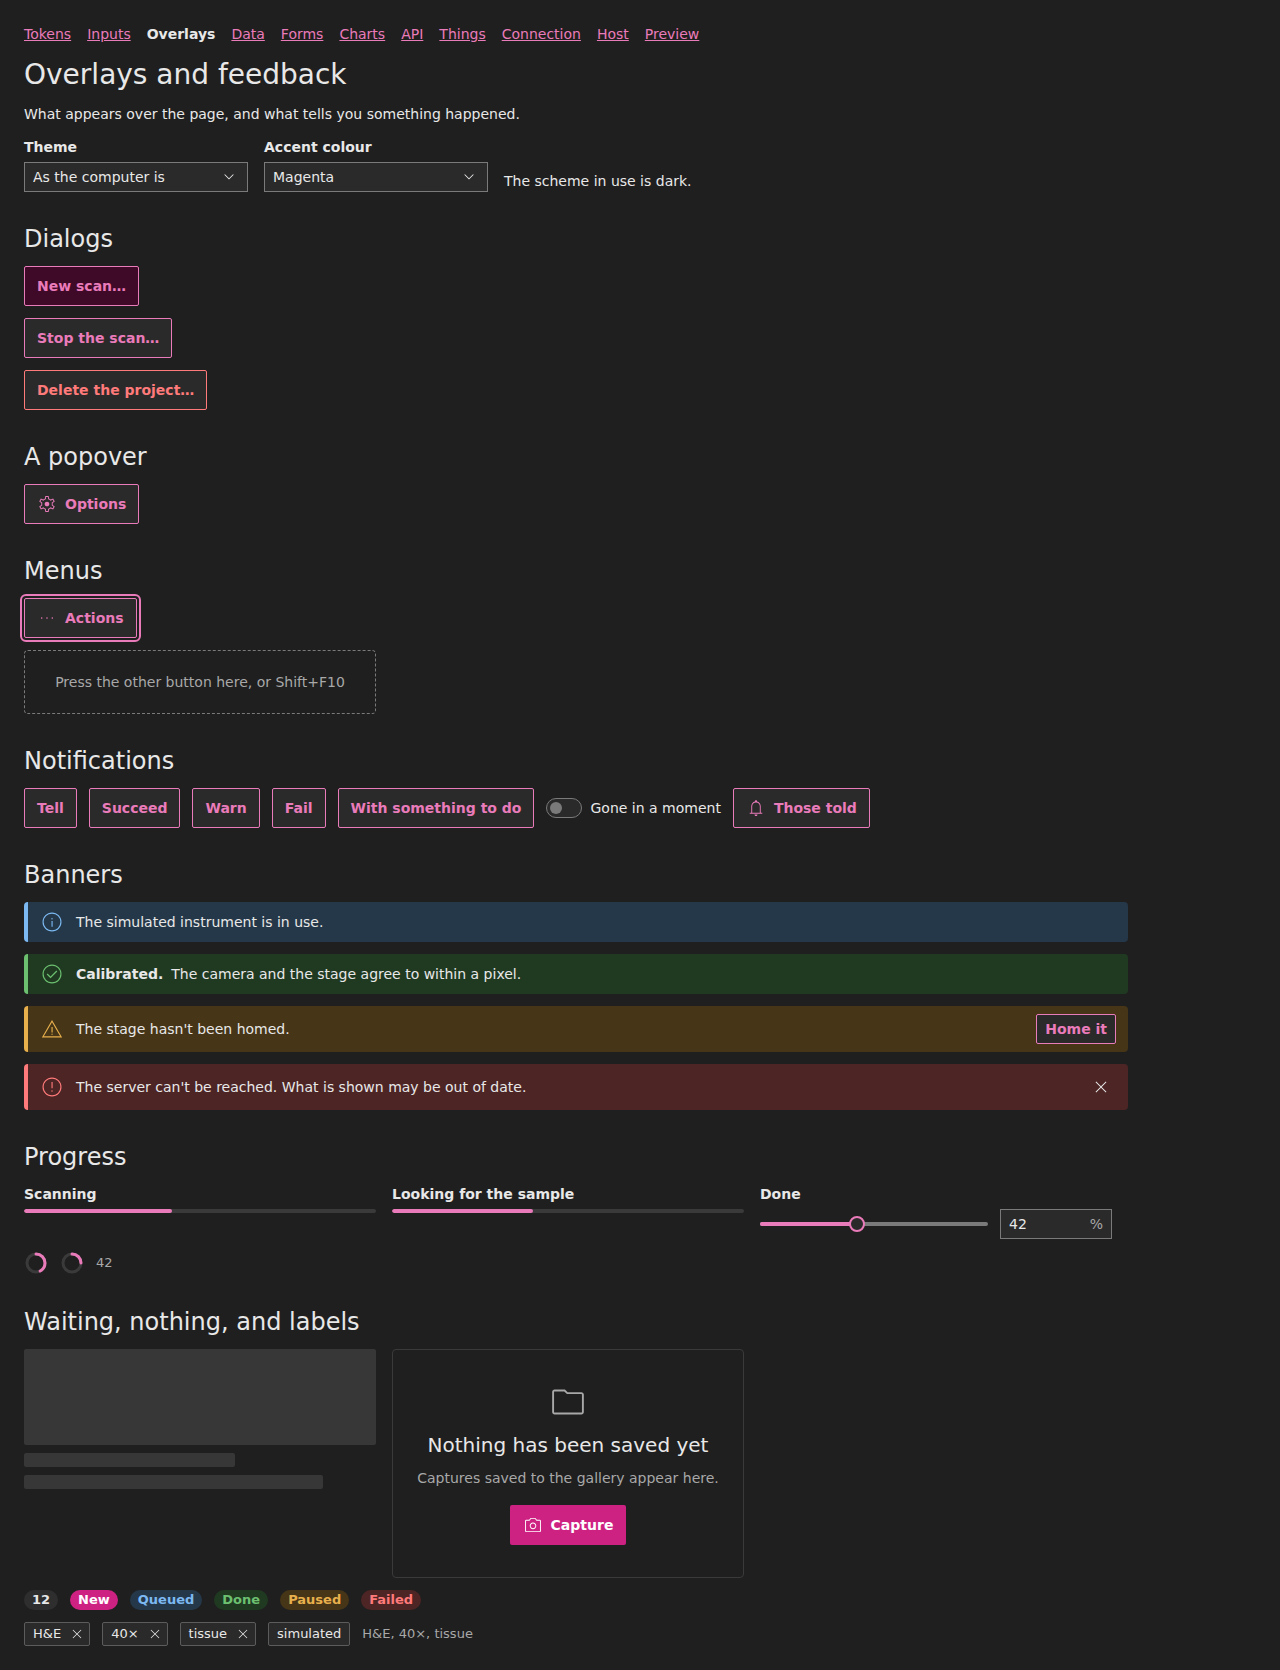 Tokens Inputs Overlays Data Forms Charts API Things Connection Host Preview
Overlays and feedback
What appears over the page, and what tells you something happened.
Theme Accent colour
As the computer is Magenta The scheme in use is dark.
Dialogs
New scan…
Stop the scan…
Delete the project…
A popover
Options
Menus
Actions
Press the other button here, or Shift+F10
Notifications
Tell Succeed Warn Fail With something to do Gone in a moment Those told
Banners
The simulated instrument is in use.
Calibrated. The camera and the stage agree to within a pixel.
The stage hasn't been homed. Home it
The server can't be reached. What is shown may be out of date.
Progress
Scanning Looking for the sample Done
42 %
42
Waiting, nothing, and labels
Nothing has been saved yet
Captures saved to the gallery appear here.
Capture
12 New Queued Done Paused Failed
H&E 40× tissue simulated H&E, 40×, tissue